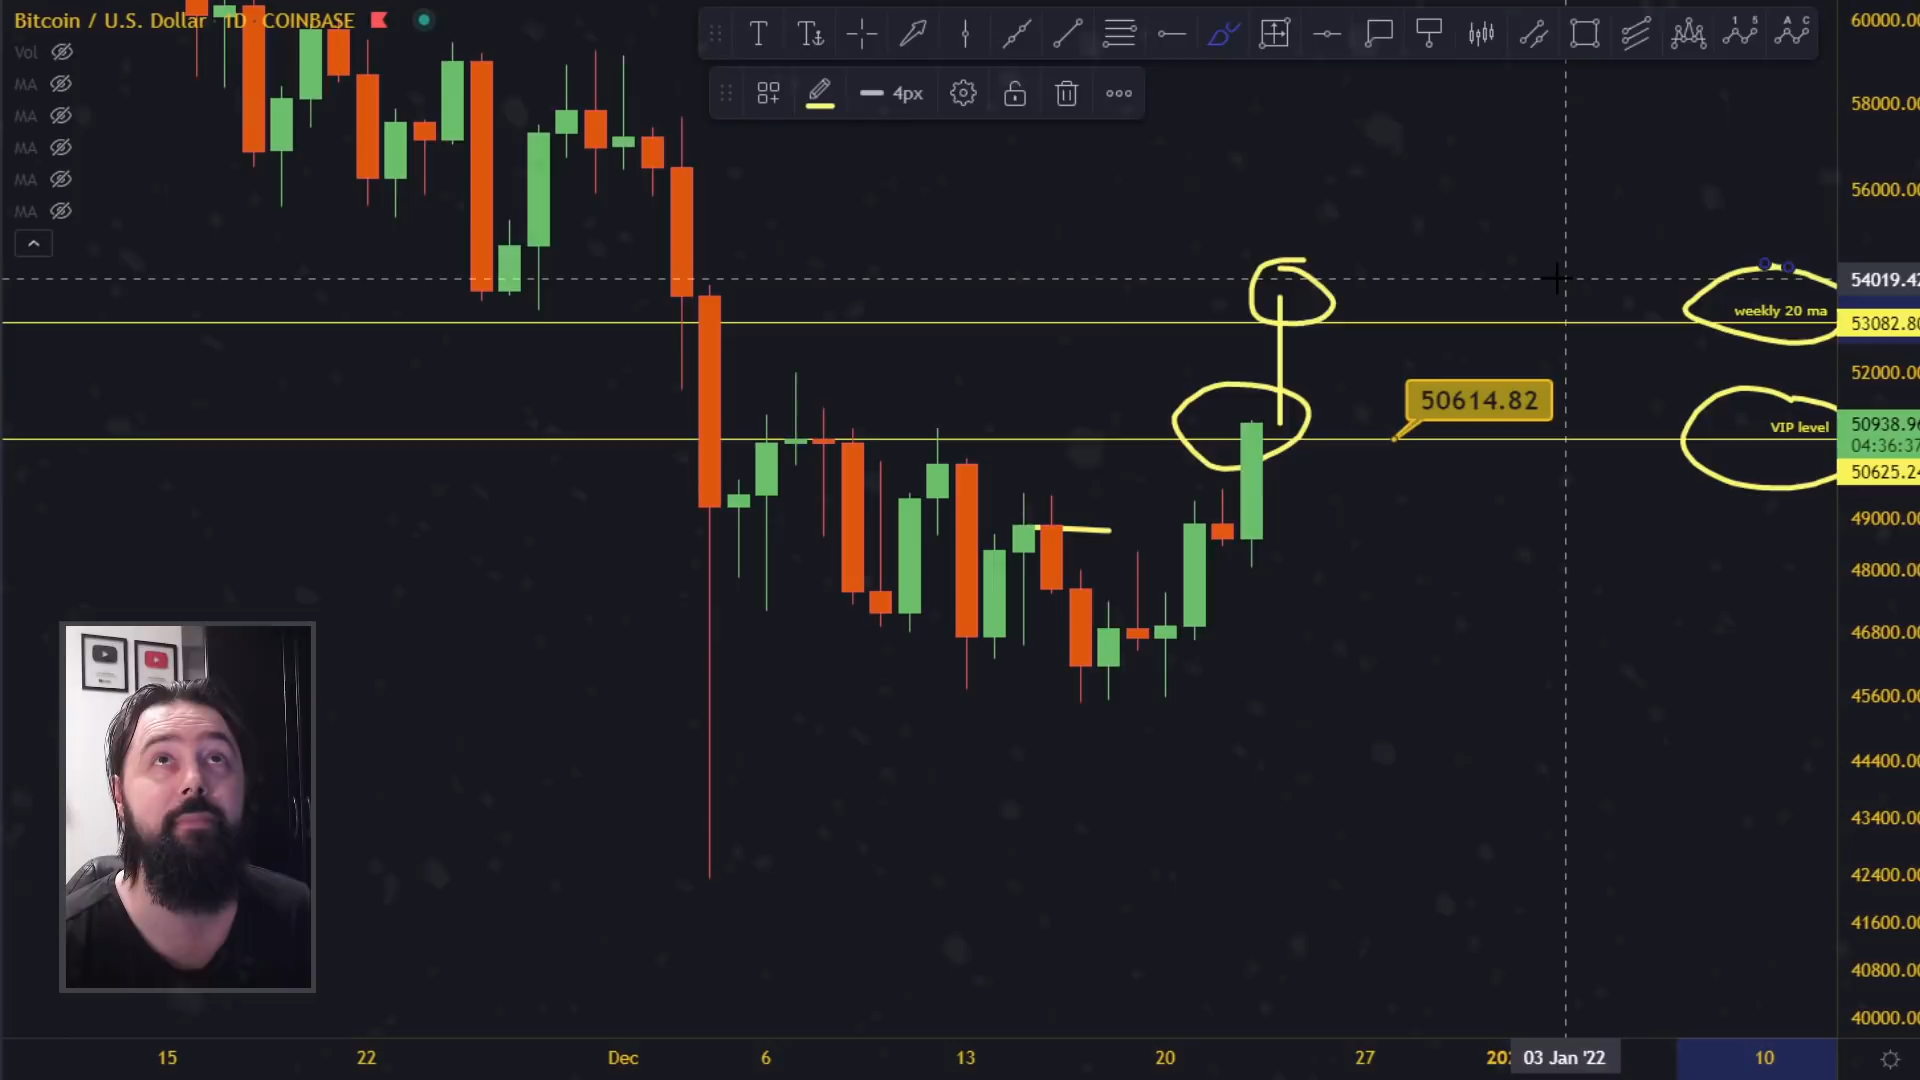 Bitcoin / U.S. Dollar · 1D · COINBASE
Vol
MA
MA
MA
MA
MA
4px
1 5
A C
60000.00
58000.00
56000.00
54019.42
weekly 20 ma
53082.80
52000.00
50614.82
VIP level
50938.96
04:36:37
50625.24
49000.00
48000.00
46800.00
45600.00
44400.00
43400.00
42400.00
41600.00
40800.00
40000.00
15 22 Dec 6 13 20 27 03 Jan '22 10